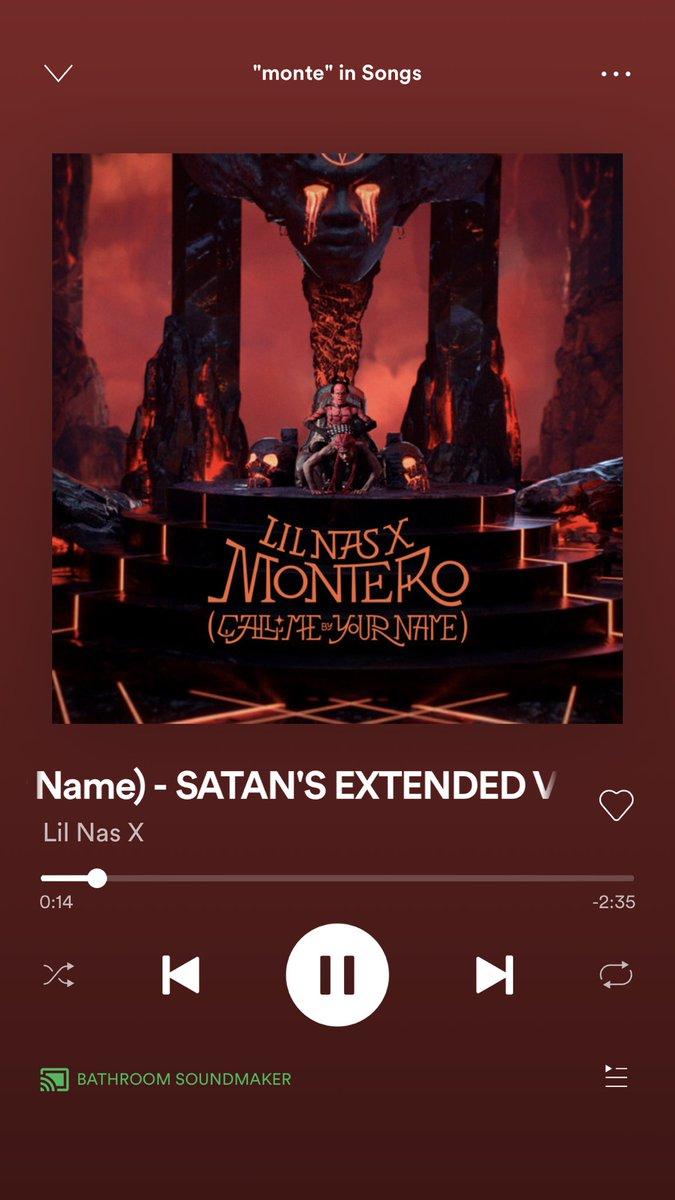 "monte" in Songs
LIL NAS X
MONTERO
(CALL ME BY YOUR NAME)
Name) - SATAN'S EXTENDED V
Lil Nas X
0:14
-2:35
BATHROOM SOUNDMAKER